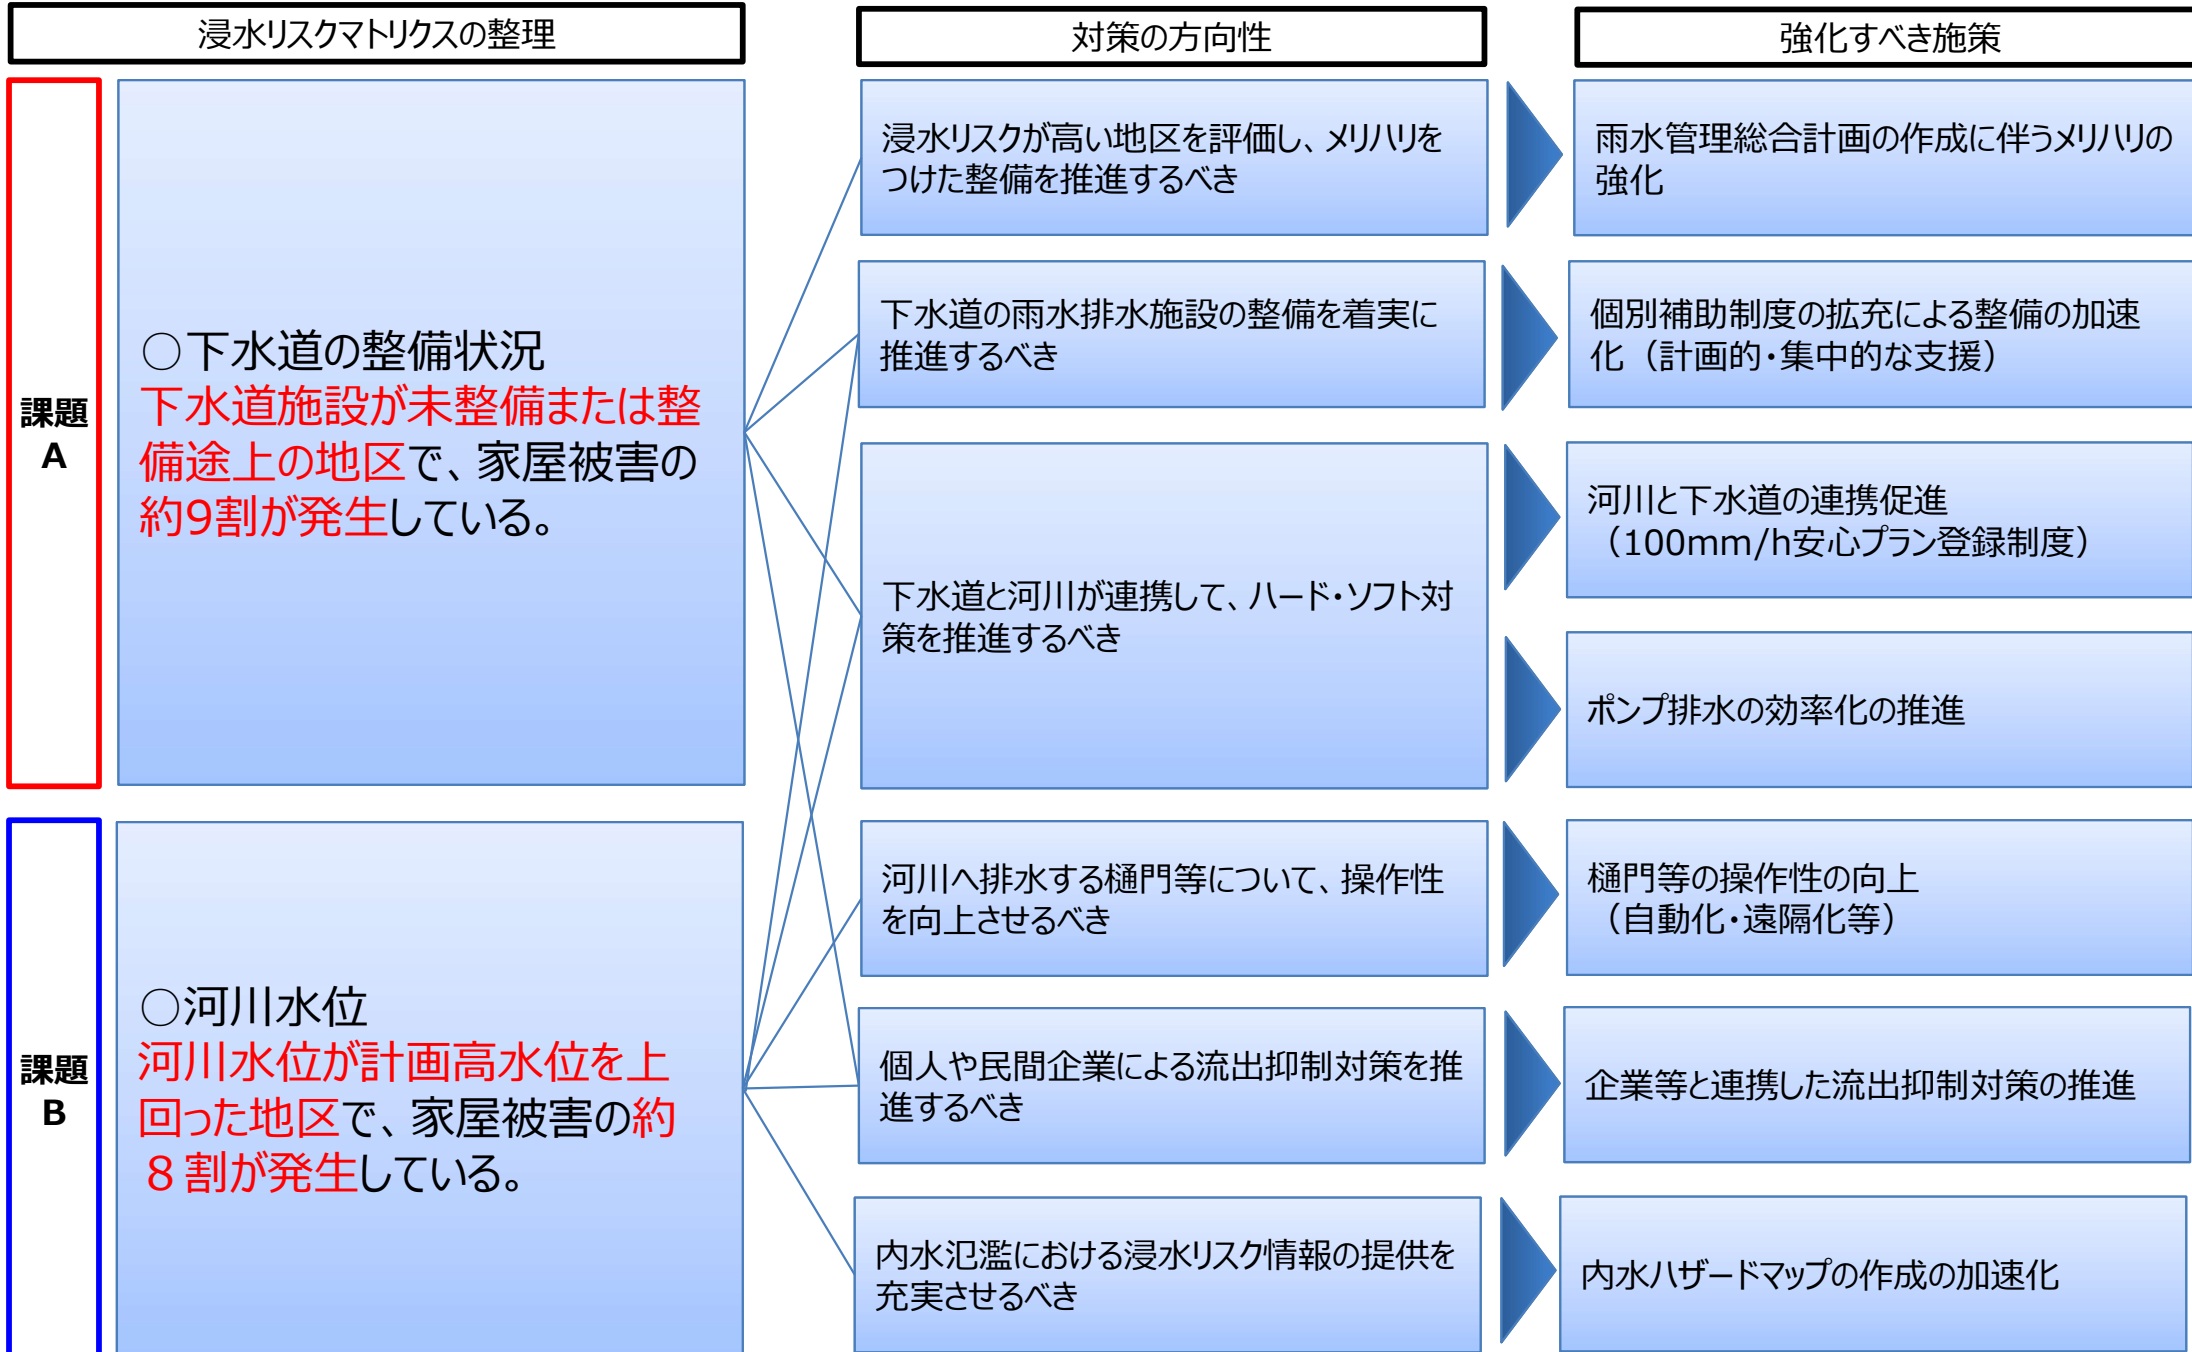 浸水リスクマトリクスの整理
対策の方向性
強化すべき施策
課題
A
○下水道の整備状況
下水道施設が未整備または整
備途上の地区で、家屋被害の
約9割が発生している。
浸水リスクが高い地区を評価し、メリハリを
つけた整備を推進するべき
雨水管理総合計画の作成に伴うメリハリの
強化
下水道の雨水排水施設の整備を着実に
推進するべき
個別補助制度の拡充による整備の加速
化（計画的・集中的な支援）
下水道と河川が連携して、ハード・ソフト対
策を推進するべき
河川と下水道の連携促進
（100mm/h安心プラン登録制度）
ポンプ排水の効率化の推進
課題
B
○河川水位
河川水位が計画高水位を上
回った地区で、家屋被害の約
８割が発生している。
河川へ排水する樋門等について、操作性
を向上させるべき
樋門等の操作性の向上
（自動化・遠隔化等）
個人や民間企業による流出抑制対策を推
進するべき
企業等と連携した流出抑制対策の推進
内水氾濫における浸水リスク情報の提供を
充実させるべき
内水ハザードマップの作成の加速化